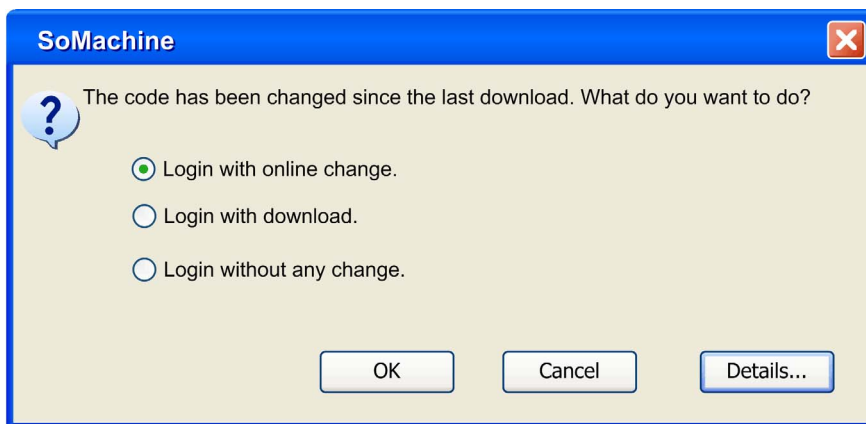 SoMachine
The code has been changed since the last download. What do you want to do?
Login with online change.
Login with download.
Login without any change.
OK Cancel Details...